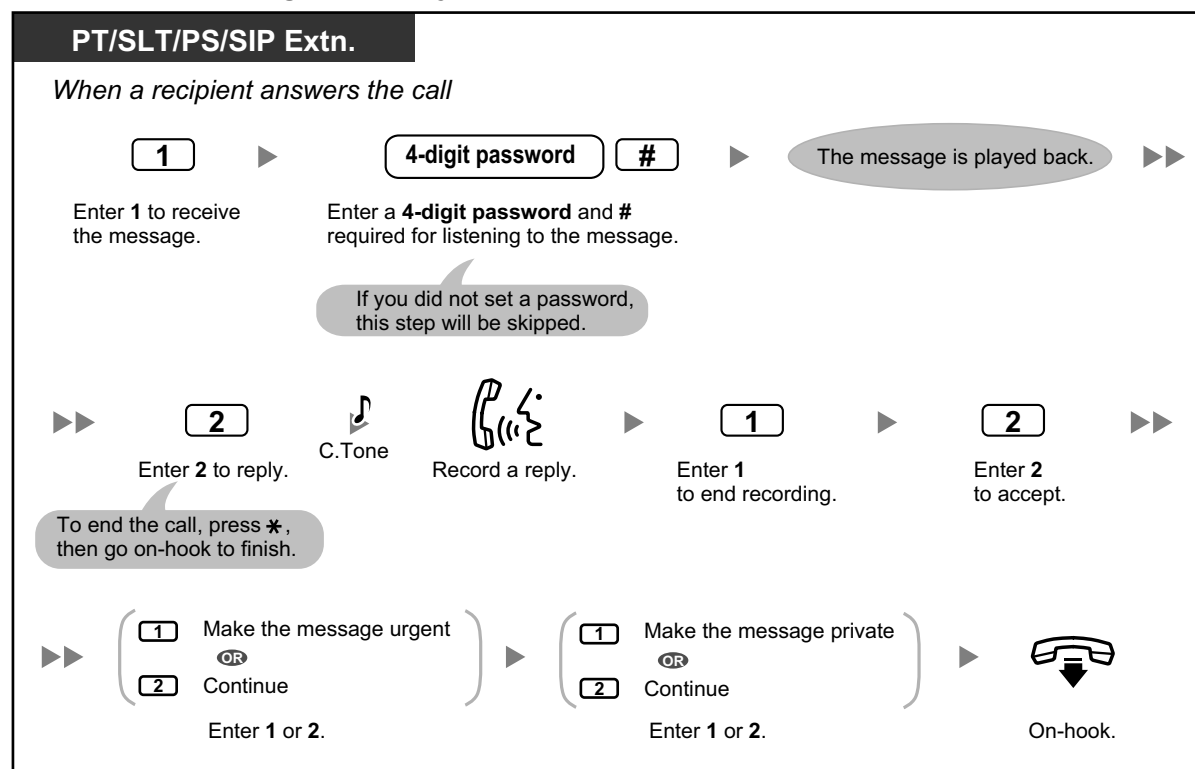 PT/SLT/PS/SIP Extn.
When a recipient answers the call
1
4-digit password
#
The message is played back.
Enter 1 to receive
the message.
Enter a 4-digit password and #
required for listening to the message.
If you did not set a password,
this step will be skipped.
2
C.Tone
1
2
Enter 2 to reply.
Record a reply.
Enter 1
to end recording.
Enter 2
to accept.
To end the call, press *,
then go on-hook to finish.
1 Make the message urgent
OR
2 Continue
Enter 1 or 2.
1 Make the message private
OR
2 Continue
Enter 1 or 2.
On-hook.